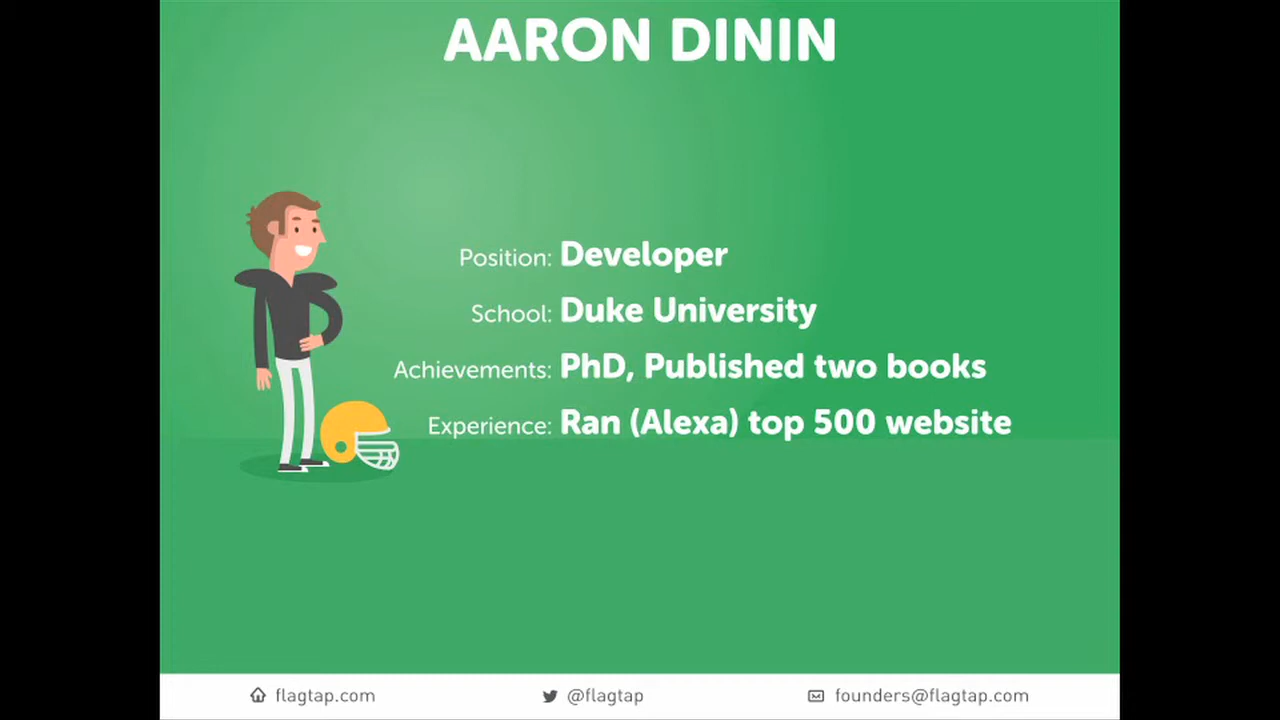 AARON DININ
Position: Developer
School: Duke University
Achievements: PhD, Published two books
Experience: Ran (Alexa) top 500 website
flagtap.com
@flagtap
founders@flagtap.com